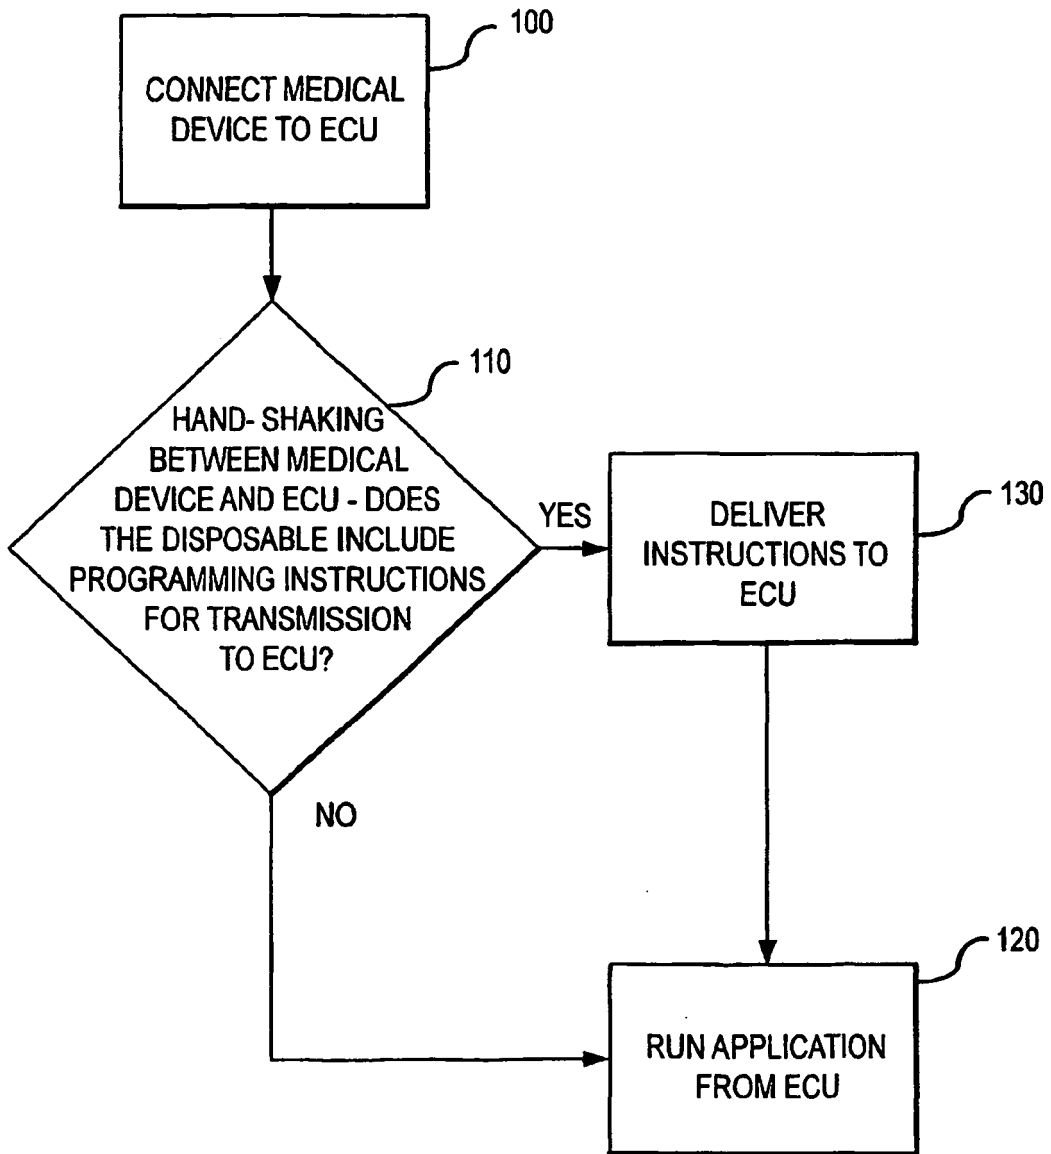 100
CONNECT MEDICAL
DEVICE TO ECU
110
HAND- SHAKING
BETWEEN MEDICAL
DEVICE AND ECU - DOES
THE DISPOSABLE INCLUDE
PROGRAMMING INSTRUCTIONS
FOR TRANSMISSION
TO ECU?
YES
130
DELIVER
INSTRUCTIONS TO
ECU
NO
120
RUN APPLICATION
FROM ECU